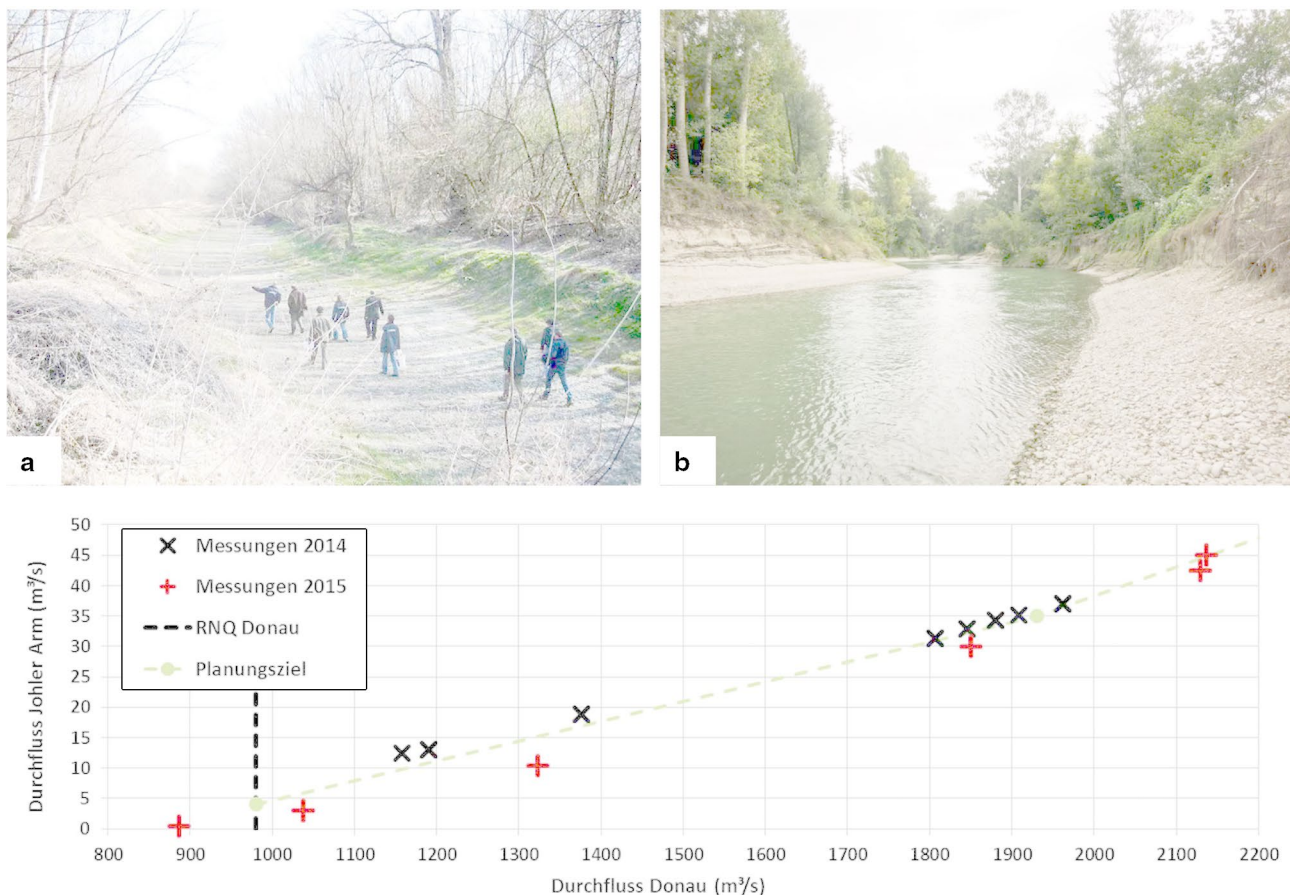 a
b
Durchfluss Johler Arm (m³/s)
50
45
40
35
30
25
20
15
10
5
0
Messungen 2014
Messungen 2015
RNQ Donau
Planungsziel
800 900 1000 1100 1200 1300 1400 1500 1600 1700 1800 1900 2000 2100 2200
Durchfluss Donau (m³/s)